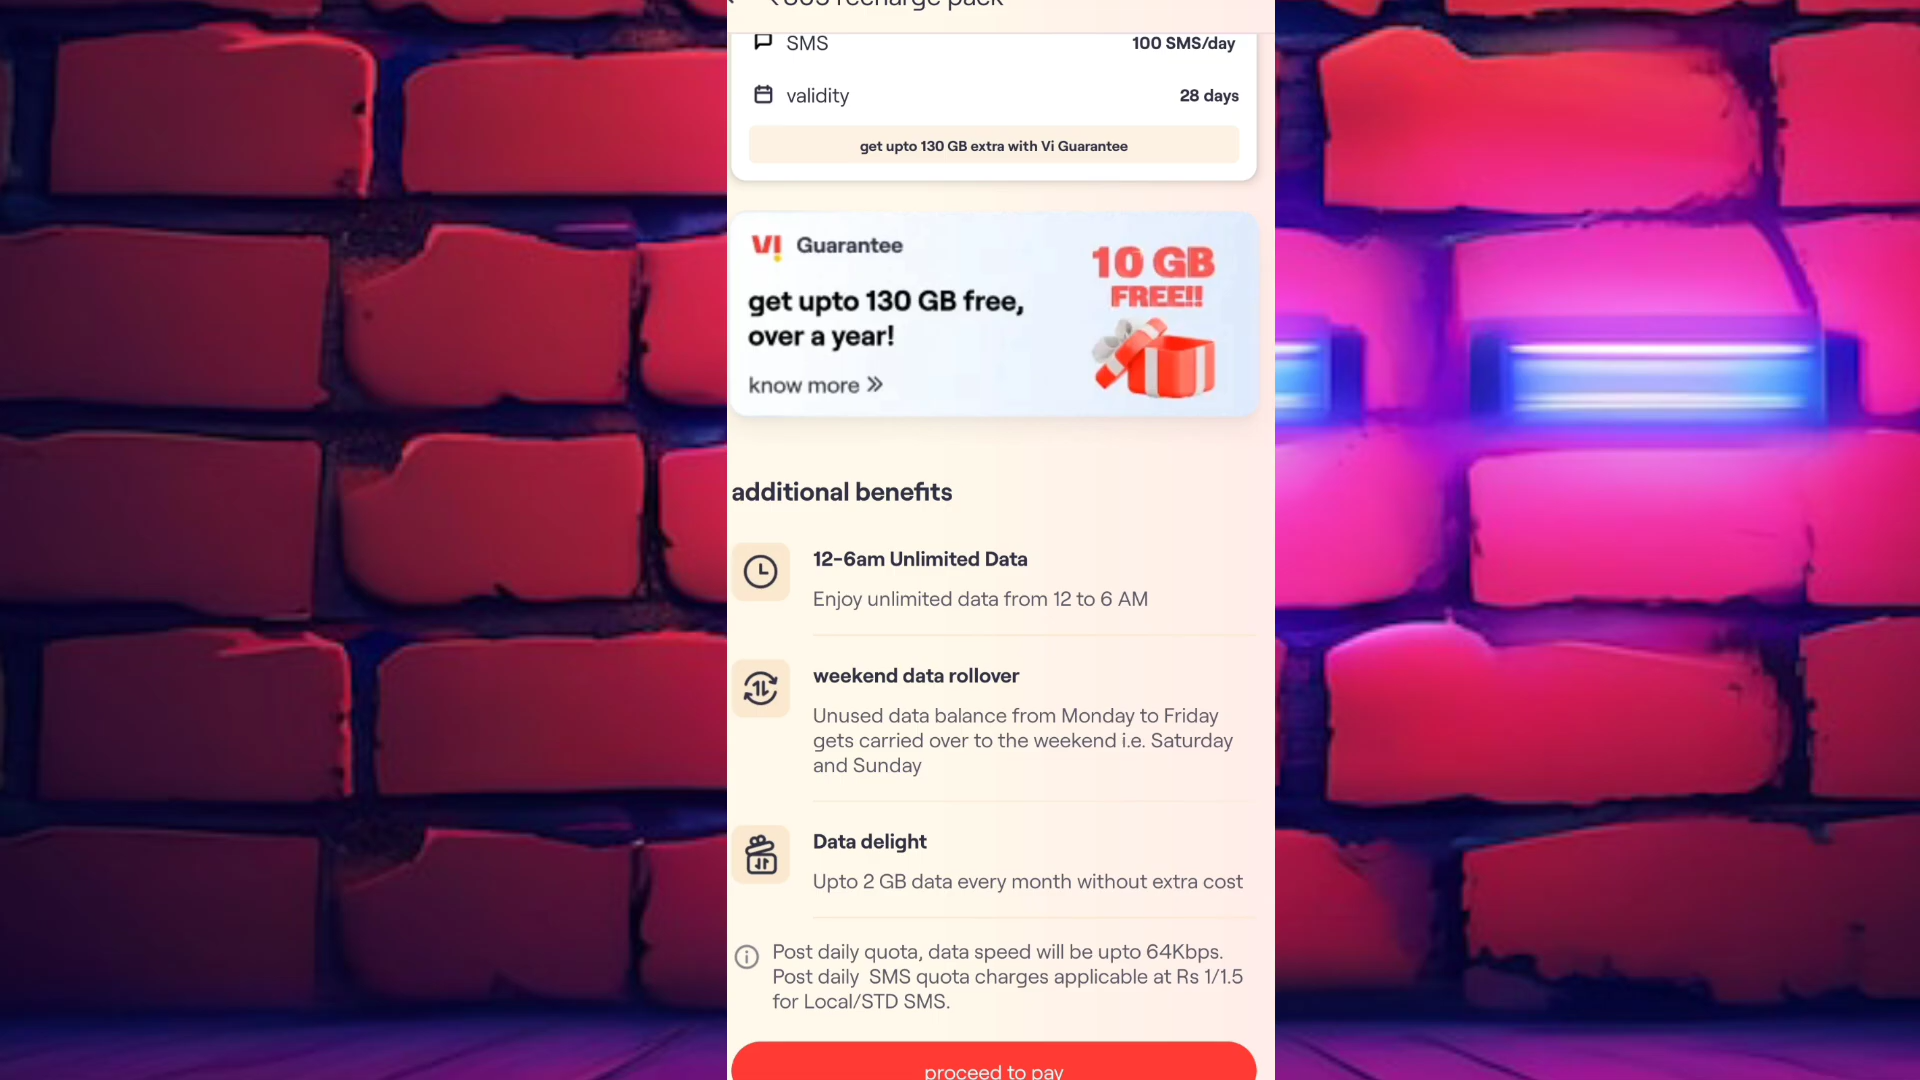 recharge pack
SMS 100 SMS/day
validity 28 days
get upto 130 GB extra with Vi Guarantee
VI Guarantee
get upto 130 GB free,
over a year!
know more
10 GB
FREE!!
additional benefits
12-6am Unlimited Data
Enjoy unlimited data from 12 to 6 AM
weekend data rollover
Unused data balance from Monday to Friday
gets carried over to the weekend i.e. Saturday
and Sunday
Data delight
Upto 2 GB data every month without extra cost
Post daily quota, data speed will be upto 64Kbps.
Post daily SMS quota charges applicable at Rs 1/1.5
for Local/STD SMS.
proceed to pay